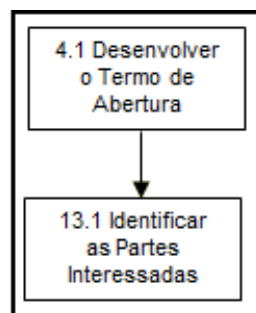 4.1 Desenvolver
o Termo de
Abertura
13.1 Identificar
as Partes
Interessadas